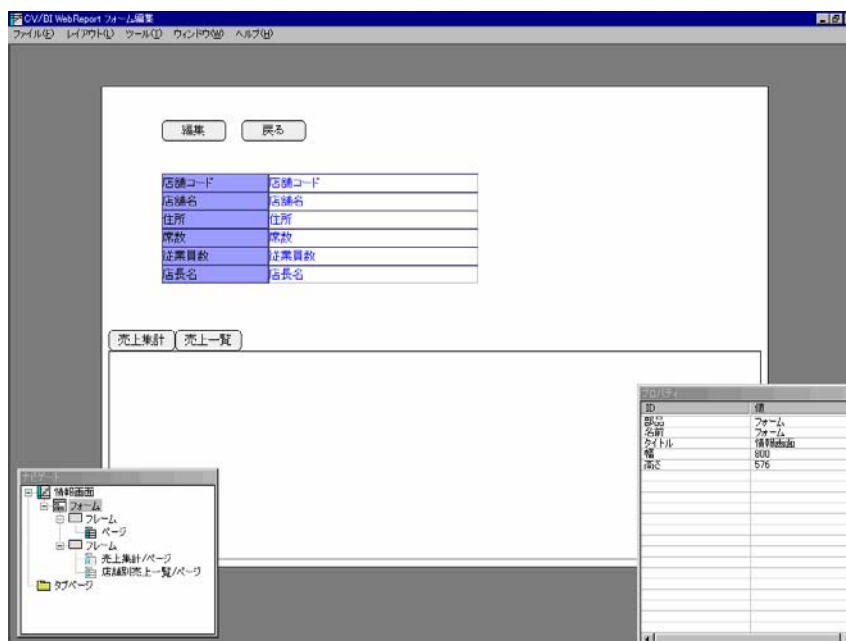 CV/BI WebReport フォーム編集
ファイル(F) レイアウト(L) ツール(T) ウィンドウ(W) ヘルプ(H)
編集 戻る
店舗コード 店舗コード
店舗名 店舗名
住所 住所
席数 席数
従業員数 従業員数
店長名 店長名
売上集計 売上一覧
プロパティ
ID 値
部品 フォーム
名前 フォーム
タイトル 情報画面
幅 800
高さ 576
ナビゲート
情報画面
フォーム
フレーム
ページ
フレーム
売上集計/ページ
店舗別売上一覧/ページ
タブページ